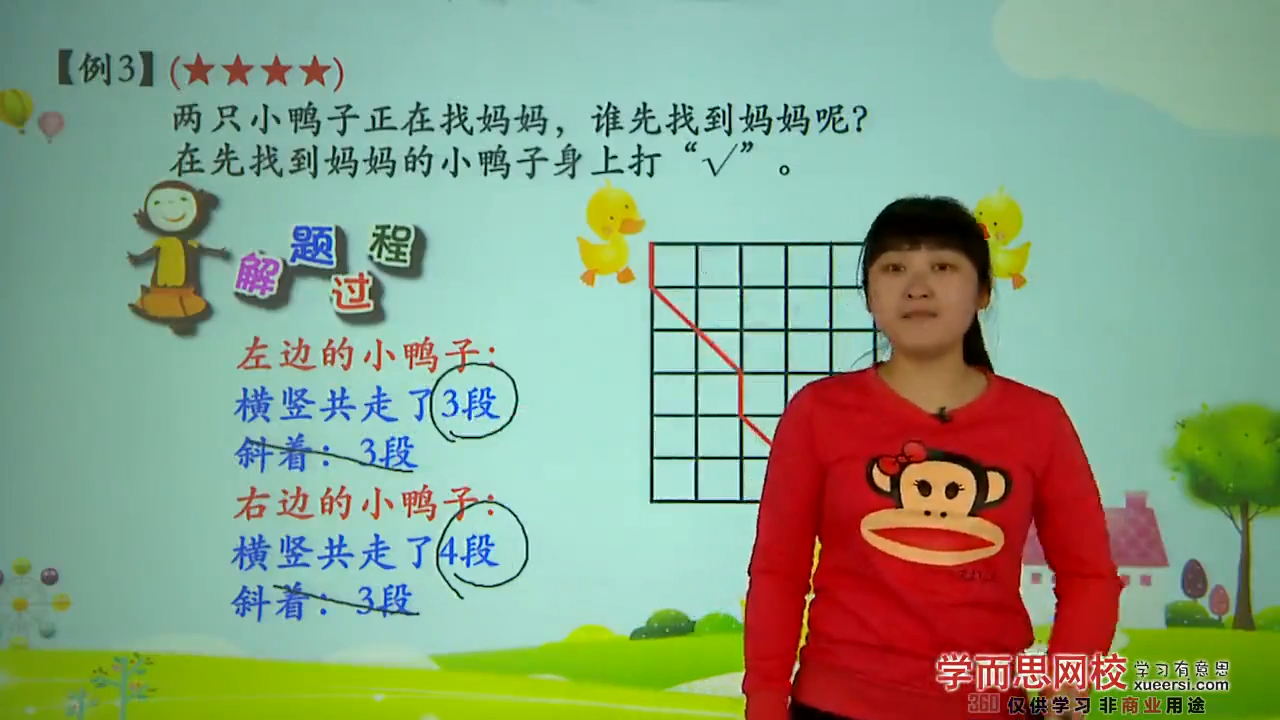 【例3】(★★★★)
两只小鸭子正在找妈妈，谁先找到妈妈呢？
在先找到妈妈的小鸭子身上打“√”。
解题过程
左边的小鸭子：
横竖共走了3段
斜着：3段
右边的小鸭子：
横竖共走了4段
斜着：3段
学而思网校 学习有意思
xueersi.com
360 仅供学习 非商业用途